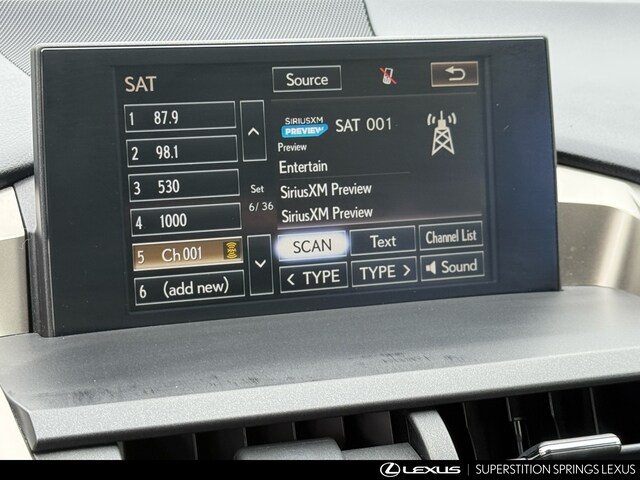 SAT
Source
1 87.9
2 98.1
3 530
4 1000
5 Ch 001
6 (add new)
Set
6/36
SIRIUSXM
PREVIEW
SAT 001
Preview
Entertain
SiriusXM Preview
SiriusXM Preview
SCAN
Text
Channel List
< TYPE
TYPE >
Sound
LEXUS | SUPERSTITION SPRINGS LEXUS